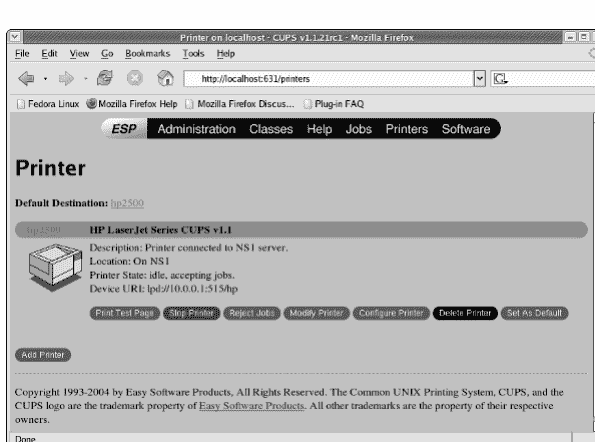 Printer on localhost - CUPS v1.1.21rc1 - Mozilla Firefox
File Edit View Go Bookmarks Tools Help
http://localhost:631/printers
Fedora Linux Mozilla Firefox Help Mozilla Firefox Discus... Plug-in FAQ
ESP Administration Classes Help Jobs Printers Software
Printer
Default Destination: hp2500
hp2500 HP LaserJet Series CUPS v1.1
Description: Printer connected to NS1 server.
Location: On NS1
Printer State: idle, accepting jobs.
Device URI: lpd://10.0.0.1:515/hp
Print Test Page Stop Printer Reject Jobs Modify Printer Configure Printer Delete Printer Set As Default
Add Printer
Copyright 1993-2004 by Easy Software Products, All Rights Reserved. The Common UNIX Printing System, CUPS, and the
CUPS logo are the trademark property of Easy Software Products. All other trademarks are the property of their respective
owners.
Done